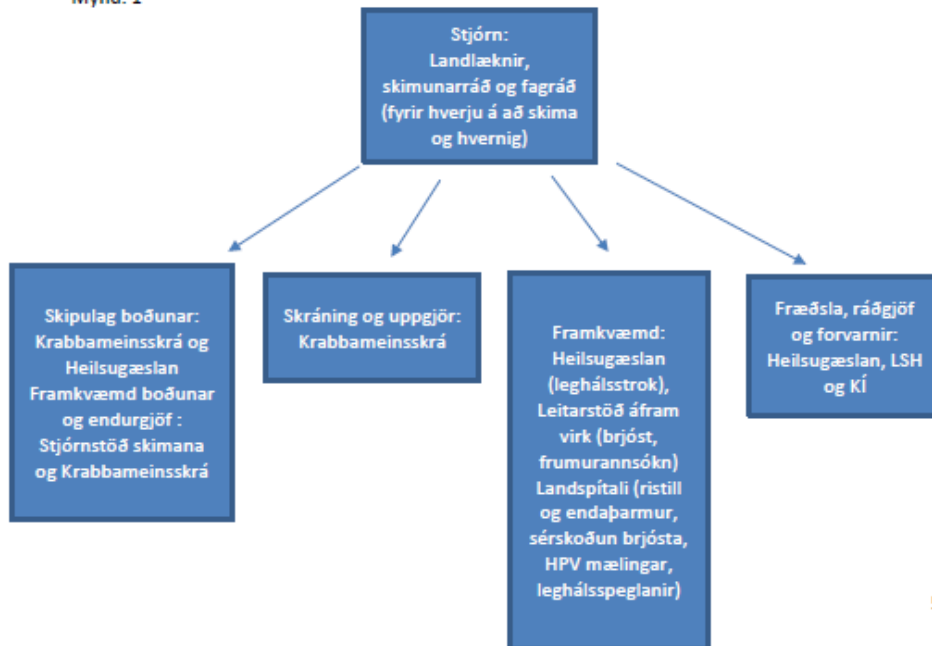 Mynd: 1
Stjórn:
Landlæknir,
skimunarráð og fagráð
(fyrir hverju á að skima
og hvernig)
Skipulag boðunar:
Krabbameinsskrá og
Heilsugæslan
Framkvæmd boðunar
og endurgjöf :
Stjórnstöð skimana
og Krabbameinsskrá
Skráning og uppgjör:
Krabbameinsskrá
Framkvæmd:
Heilsugæslan
(leghálsstrok),
Leitarstöð áfram
virk (brjóst,
frumurannsókn)
Landspítali (ristill
og endaþarmur,
sérskoðun brjósta,
HPV mælingar,
leghálsspeglanir)
Fræðsla, ráðgjöf
og forvarnir:
Heilsugæslan, LSH
og KÍ